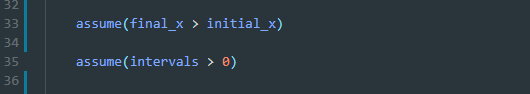 32
33 assume(final_x > initial_x)
34
35 assume(intervals > 0)
36